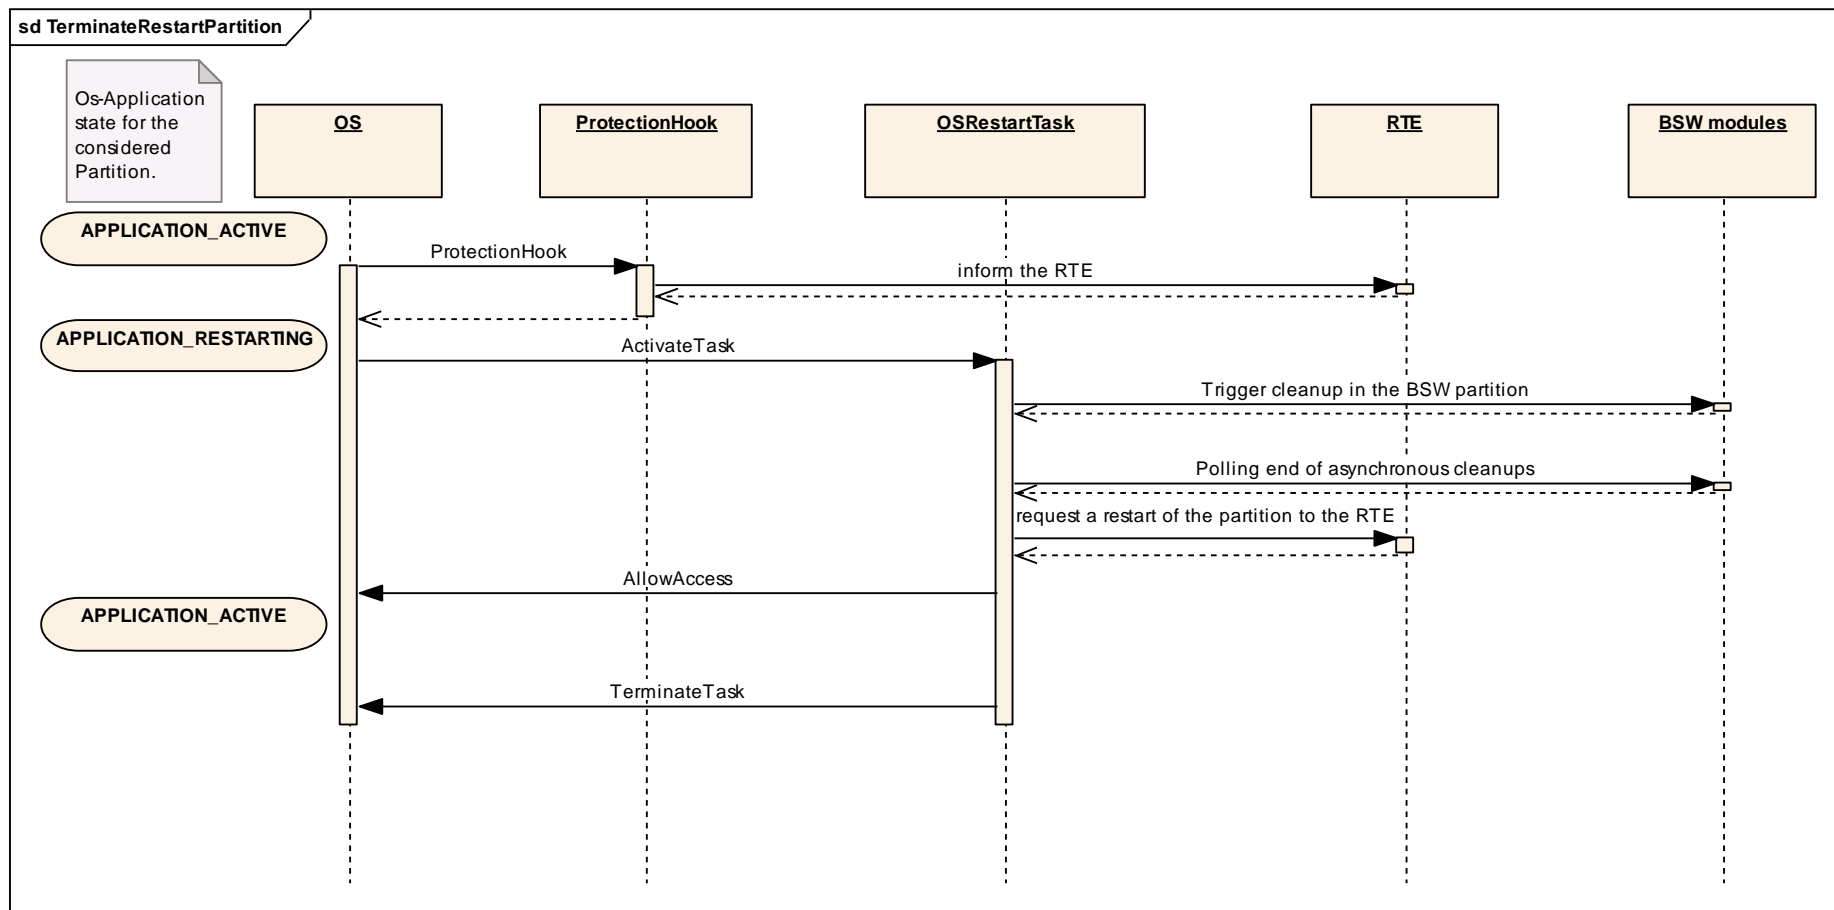 sd TerminateRestartPartition
Os-Application
state for the
considered
Partition.
OS
ProtectionHook
OSRestartTask
RTE
BSW modules
APPLICATION_ACTIVE
ProtectionHook
inform the RTE
APPLICATION_RESTARTING
ActivateTask
Trigger cleanup in the BSW partition
Polling end of asynchronous cleanups
request a restart of the partition to the RTE
AllowAccess
APPLICATION_ACTIVE
TerminateTask